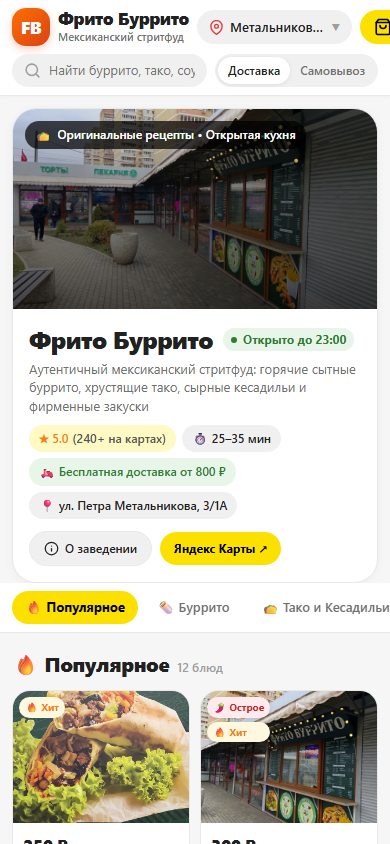 FB
Фрито Буррито
Мексиканский стритфуд
Метальников... ▼
Найти буррито, тако, соу
Доставка
Самовывоз
Оригинальные рецепты • Открытая кухня
ТОРТЫ
ПЕКАРНЯ
ФРИТО БУРРИТО
Фрито Буррито
Открыто до 23:00
Аутентичный мексиканский стритфуд: горячие сытные
буррито, хрустящие тако, сырные кесадильи и
фирменные закуски
★ 5.0 (240+ на картах)
25–35 мин
Бесплатная доставка от 800 ₽
ул. Петра Метальникова, 3/1А
О заведении
Яндекс Карты ↗
Популярное
Буррито
Тако и Кесадильи
Популярное 12 блюд
Хит
Острое
Хит